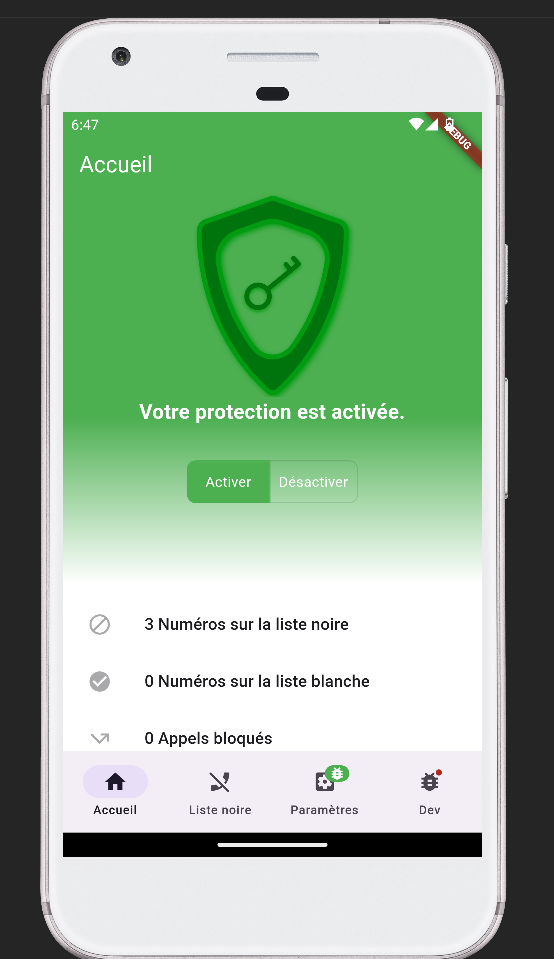 6:47
DEBUG
Accueil
Votre protection est activée.
Activer
Désactiver
3 Numéros sur la liste noire
0 Numéros sur la liste blanche
0 Appels bloqués
Accueil
Liste noire
Paramètres
Dev